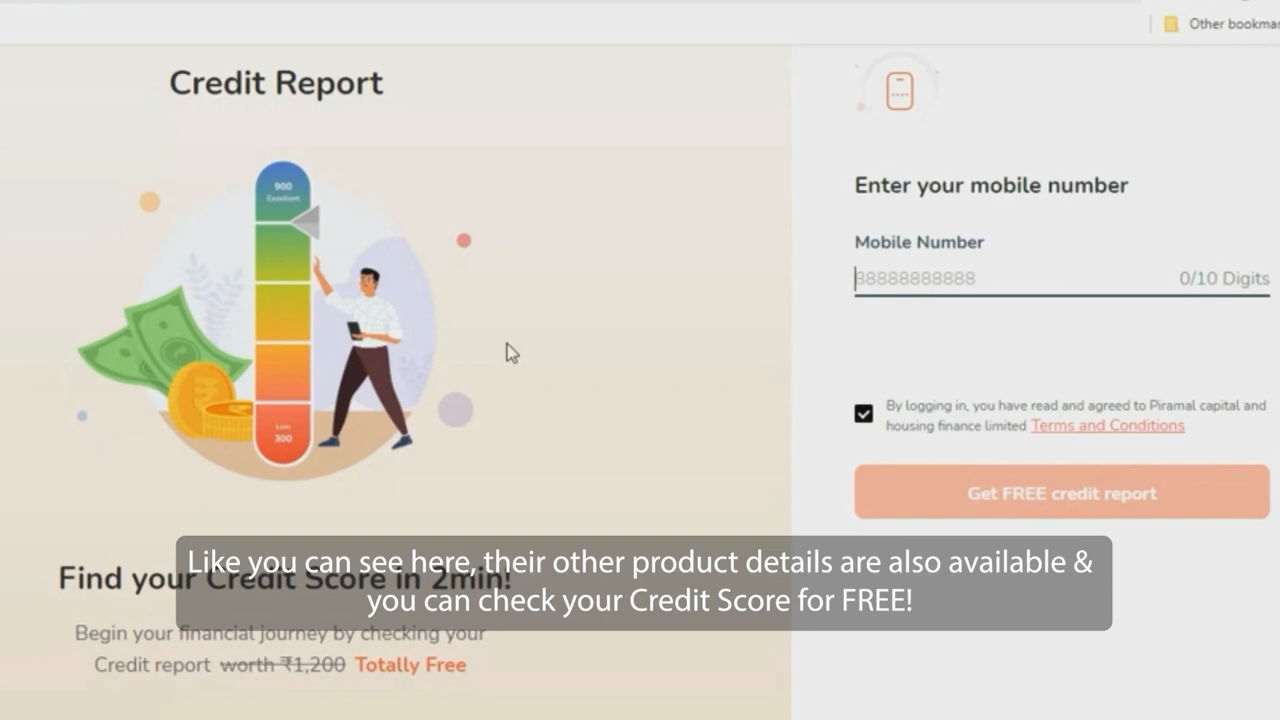 Other bookmar
Credit Report
900
Excellent
Low
300
Find your Credit Score in 2min!
Begin your financial journey by checking your
Credit report worth ₹1,200 Totally Free
Enter your mobile number
Mobile Number
88888888888 0/10 Digits
By logging in, you have read and agreed to Piramal capital and
housing finance limited Terms and Conditions
Get FREE credit report
Like you can see here, their other product details are also available &
you can check your Credit Score for FREE!